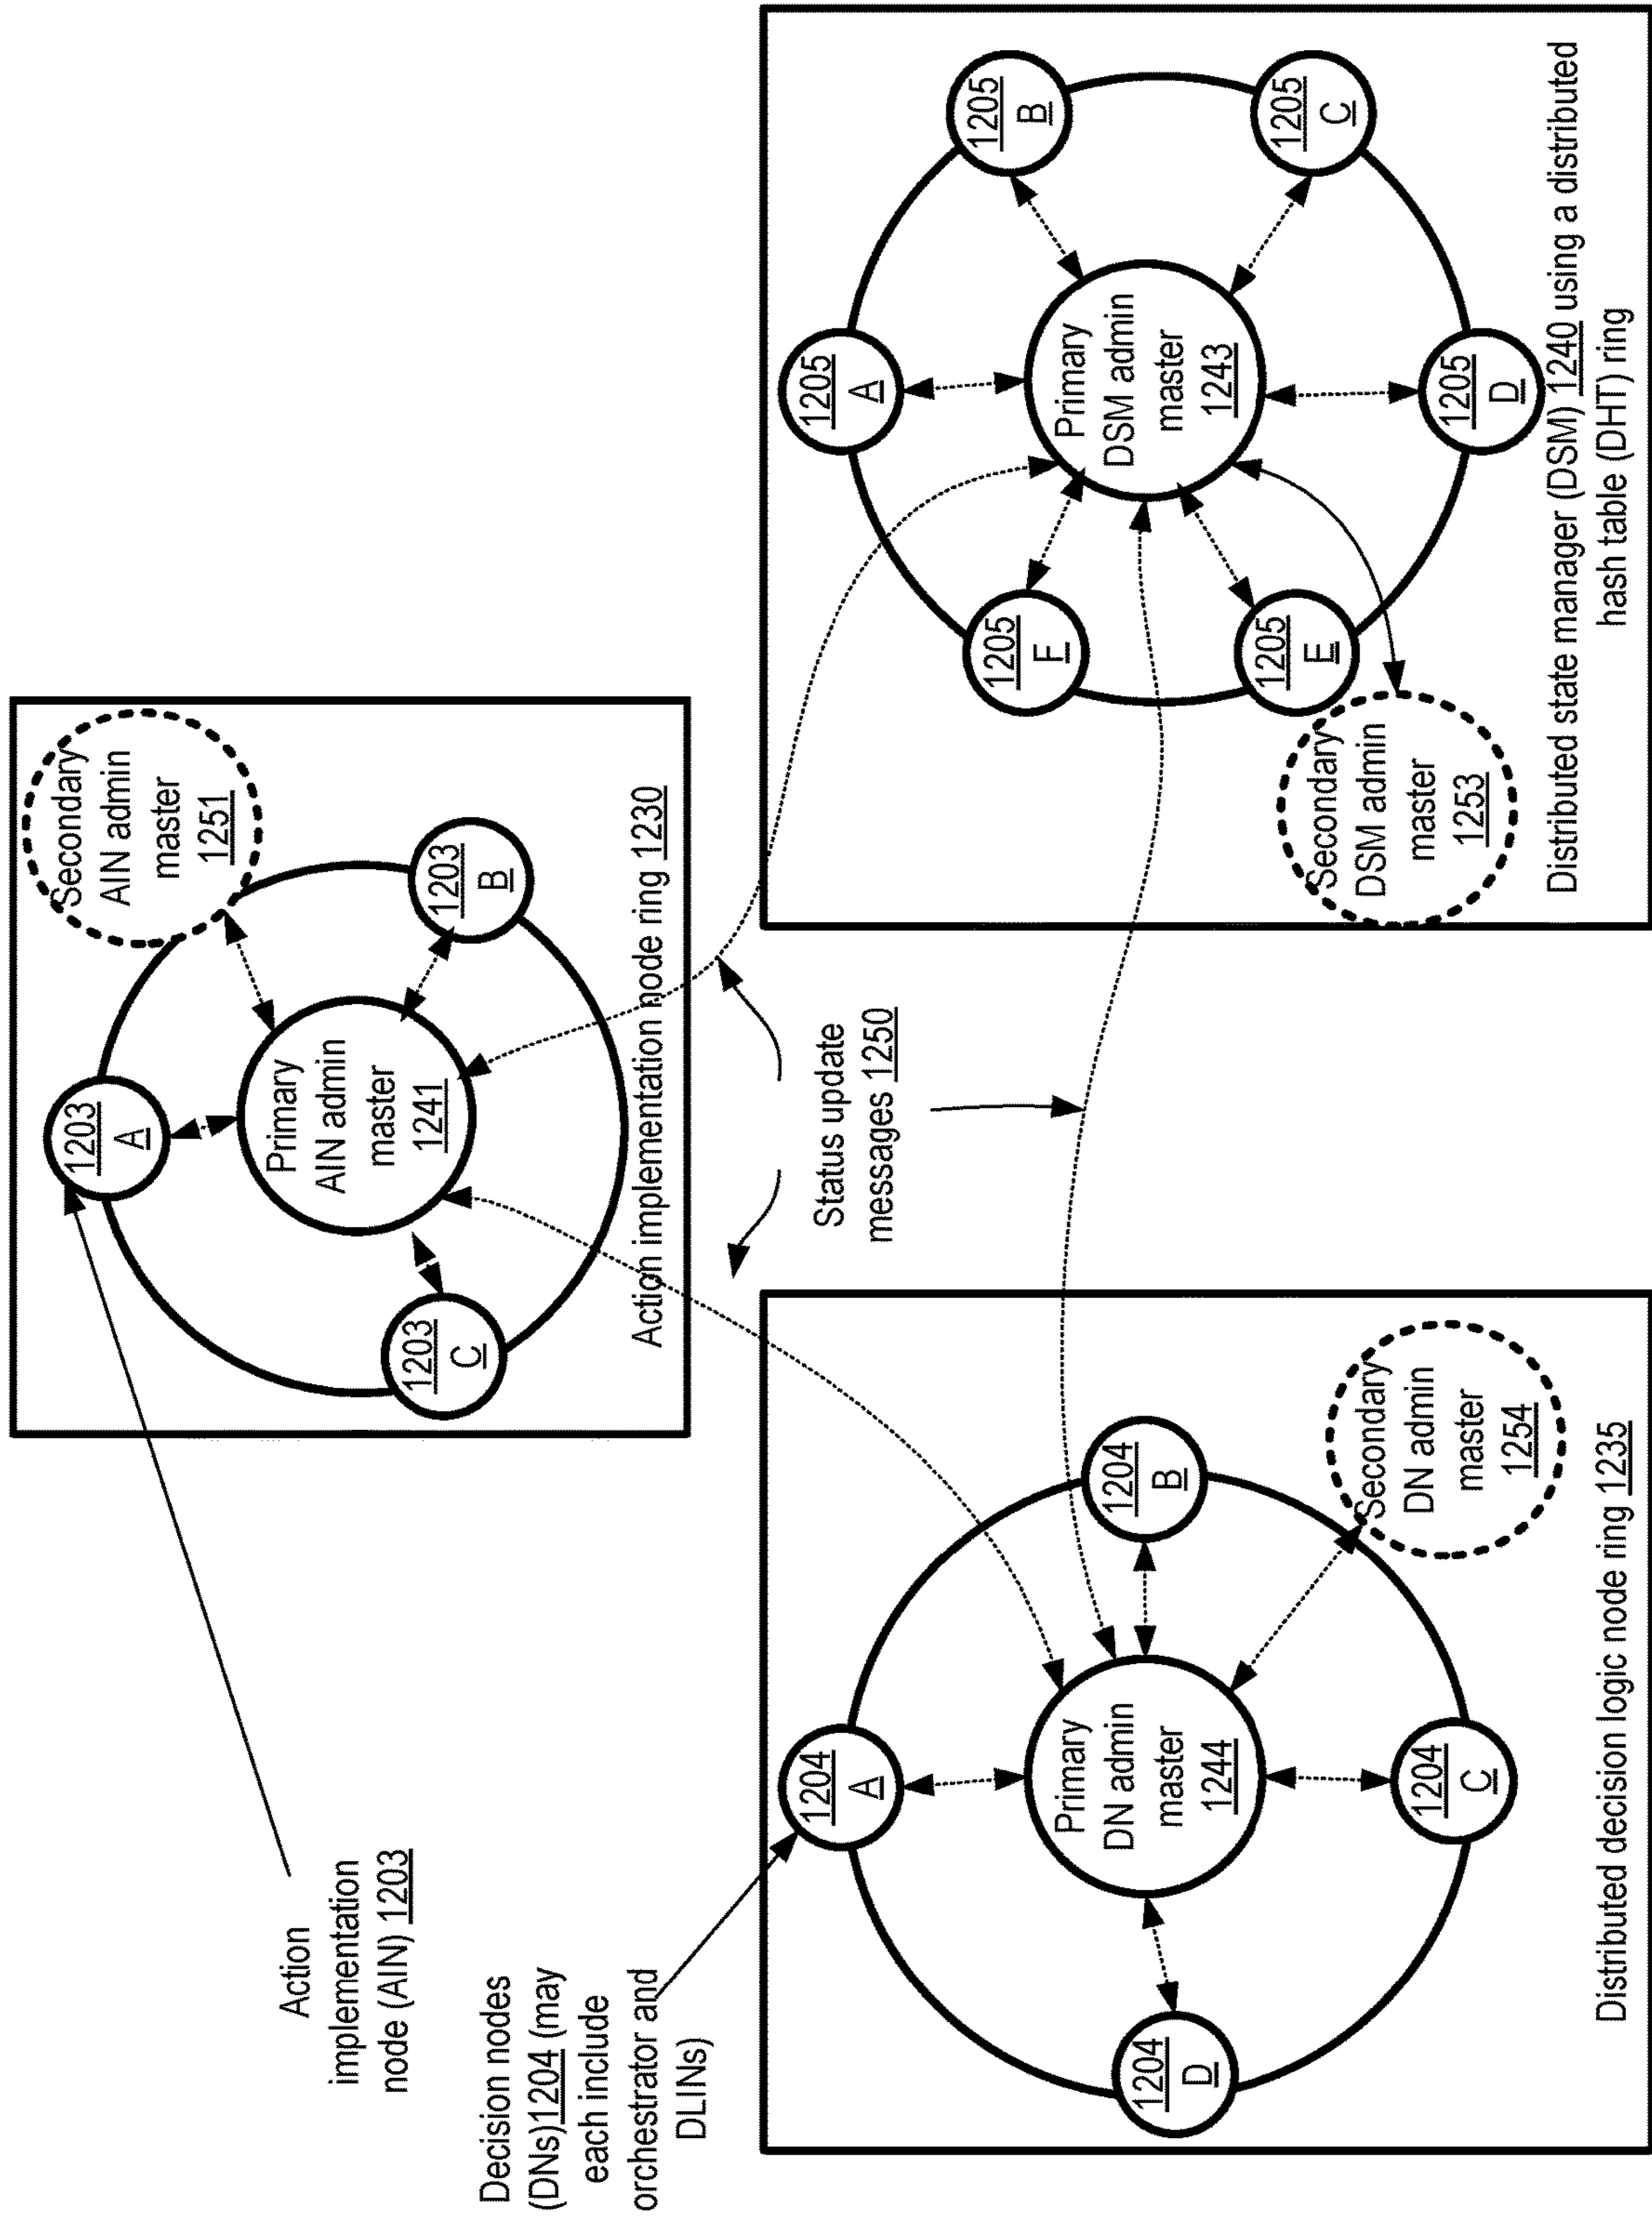 Action
implementation
node (AIN) 1203
Decision nodes
(DNs)1204 (may
each include
orchestrator and
DLINs)
1203
A
Secondary
AIN admin
master
1251
Primary
AIN admin
master
1241
1203
B
1203
C
Action implementation node ring 1230
Status update
messages 1250
1204
A
1204
B
Primary
DN admin
master
1244
1204
D
1204
C
Secondary
DN admin
master
1254
Distributed decision logic node ring 1235
1205
A
1205
B
1205
F
Primary
DSM admin
master
1243
1205
E
1205
C
1205
D
Secondary
DSM admin
master
1253
Distributed state manager (DSM) 1240 using a distributed
hash table (DHT) ring